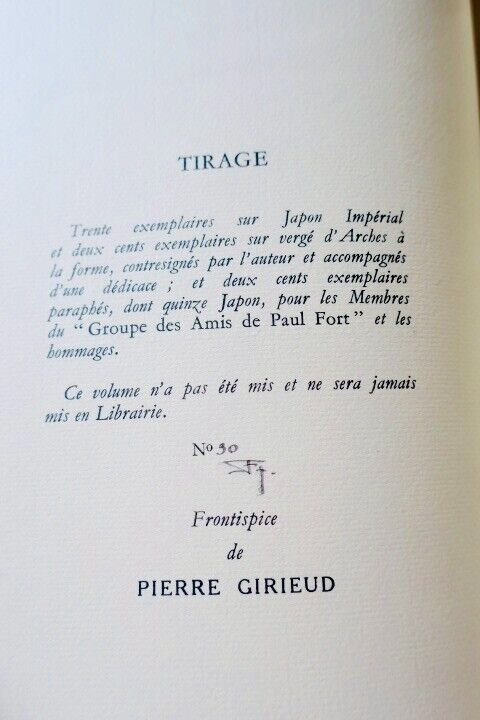 TIRAGE
Trente exemplaires sur Japon Impérial
et deux cents exemplaires sur vergé d'Arches à
la forme, contresignés par l'auteur et accompagnés
d'une dédicace ; et deux cents exemplaires
paraphés, dont quinze Japon, pour les Membres
du " Groupe des Amis de Paul Fort " et les
hommages.
Ce volume n'a pas été mis et ne sera jamais
mis en Librairie.
No 30
Frontispice
de
PIERRE GIRIEUD